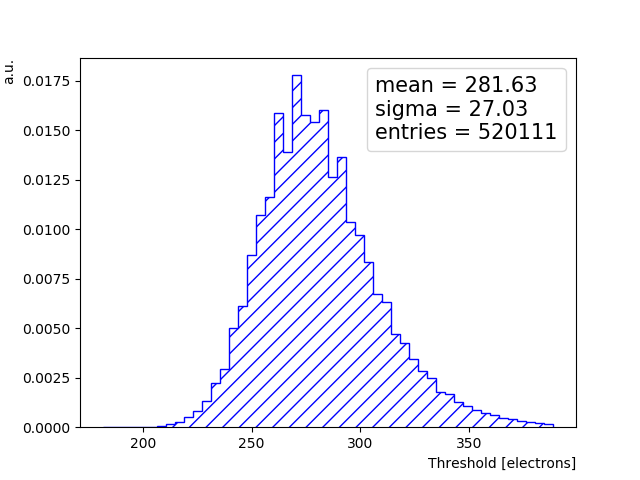 a.u.
mean = 281.63
sigma = 27.03
entries = 520111
0.0175
0.0150
0.0125
0.0100
0.0075
0.0050
0.0025
0.0000
200 250 300 350
Threshold [electrons]